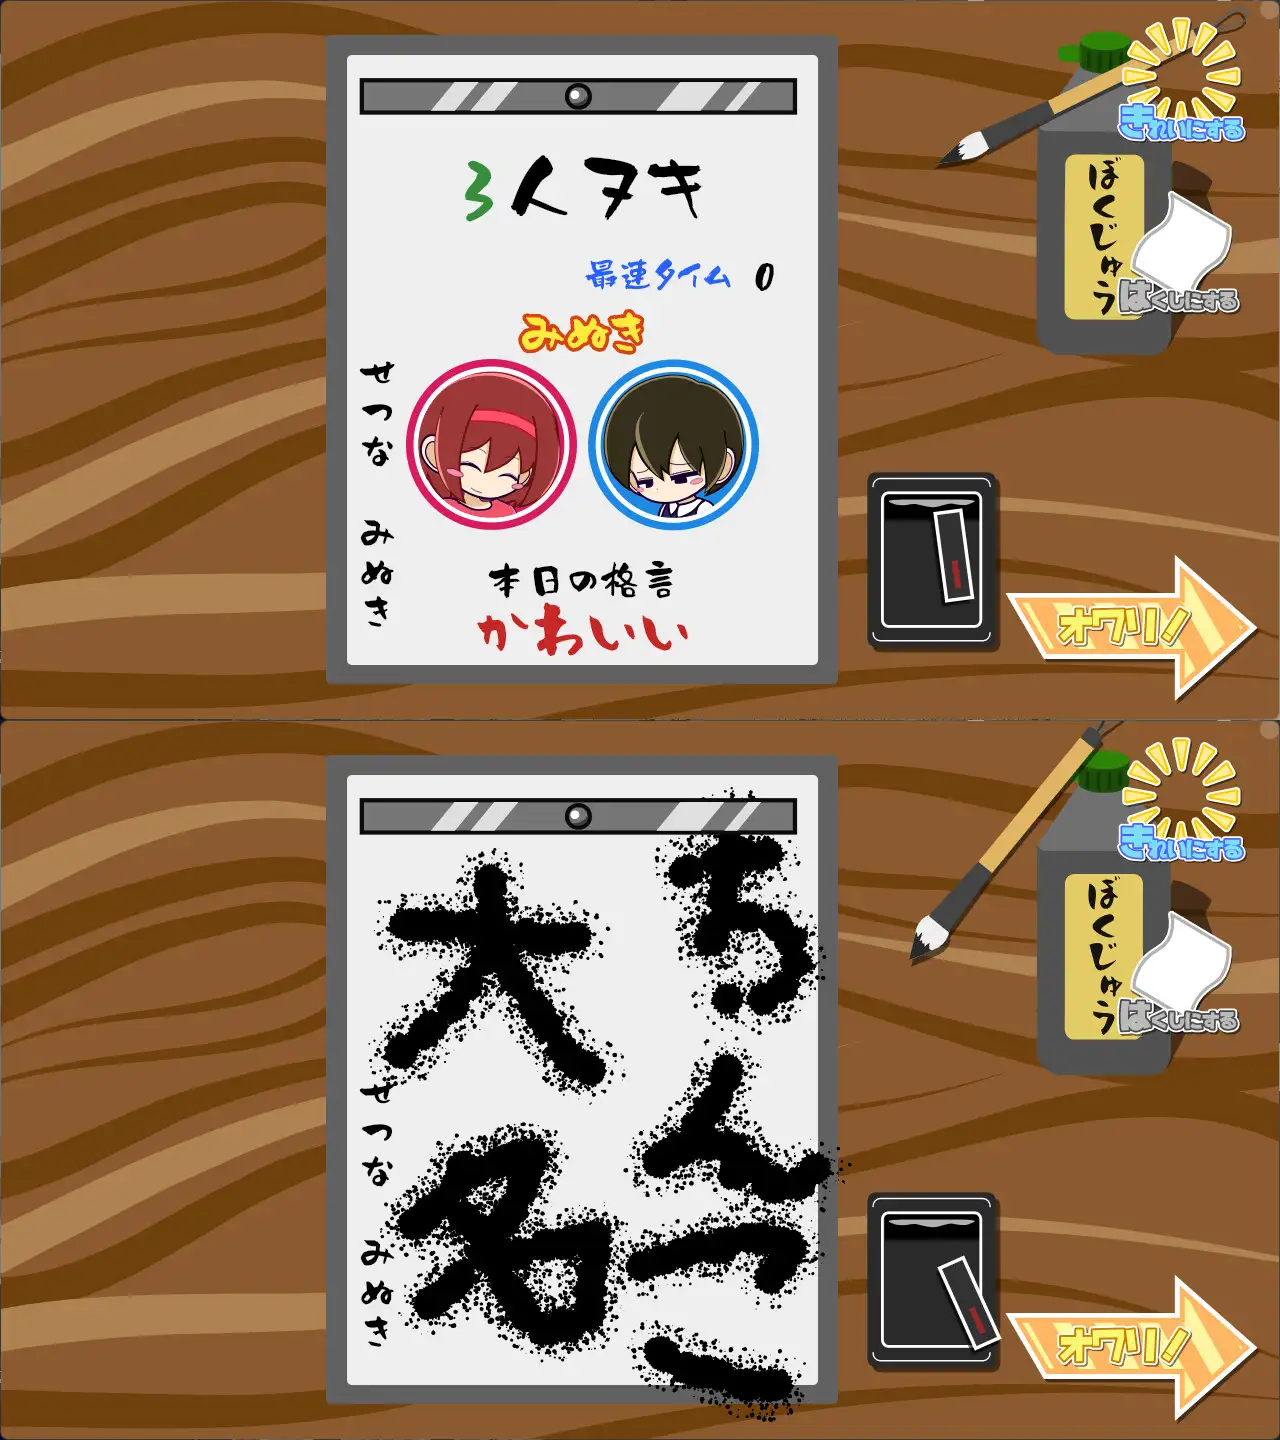 3人ヌキ
最速タイム 0
みぬき
せつな みぬき
本日の格言
かわいい
きれいにする
ぼくじゅう
はくしにする
オワリ!
ちんこ
大名
せつな みぬき
きれいにする
ぼくじゅう
はくしにする
オワリ!